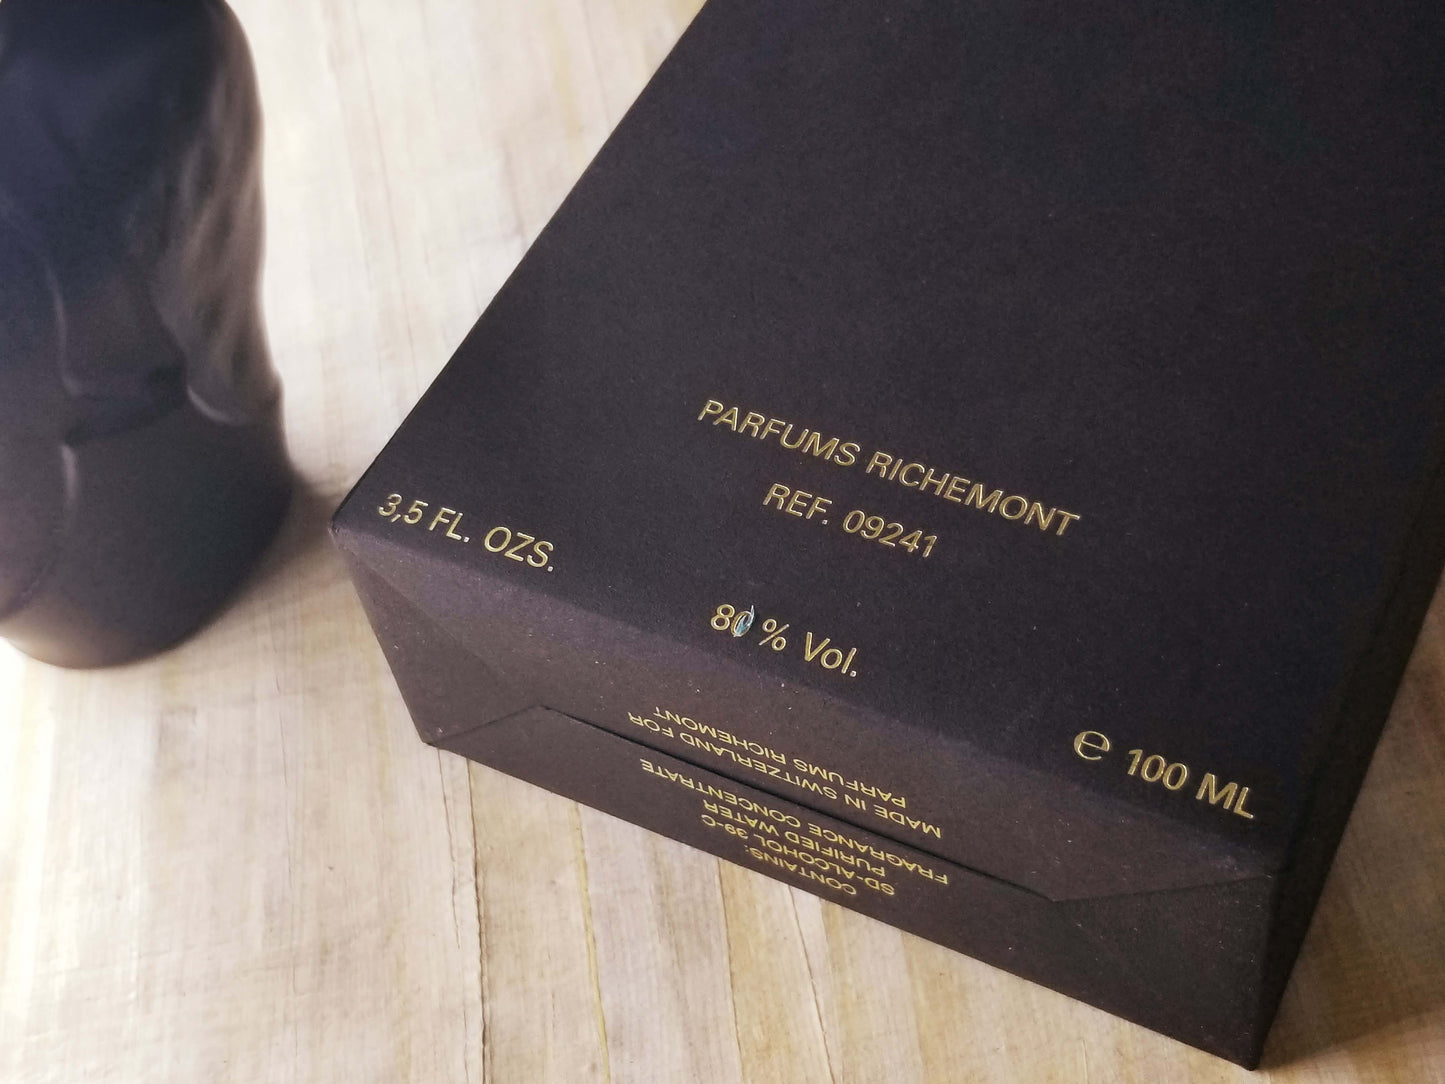 PARFUMS RICHEMONT
REF. 09241
3,5 FL. OZS.
80 % Vol.
e 100 ML
CONTAINS:
SD-ALCOHOL 39-C
PURIFIED WATER
FRAGRANCE CONCENTRATE
MADE IN SWITZERLAND FOR
PARFUMS RICHEMONT